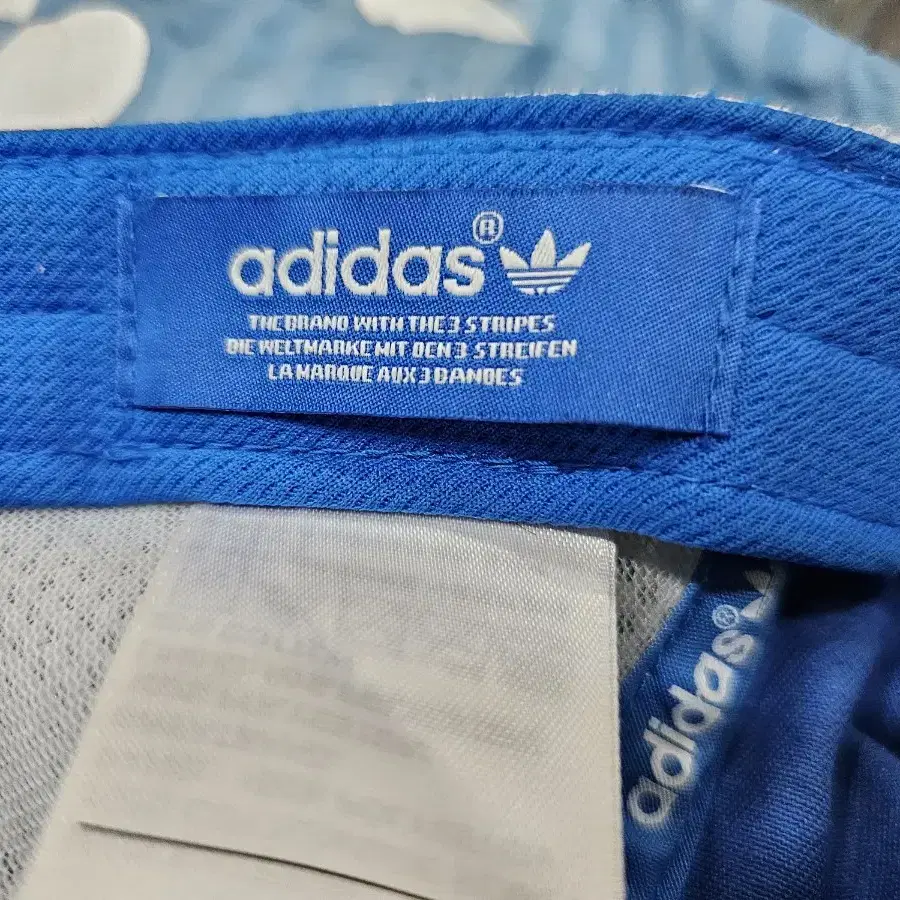 adidas®
THE BRAND WITH THE 3 STRIPES
DIE WELTMARKE MIT DEN 3 STREIFEN
LA MARQUE AUX 3 BANDES
adidas®